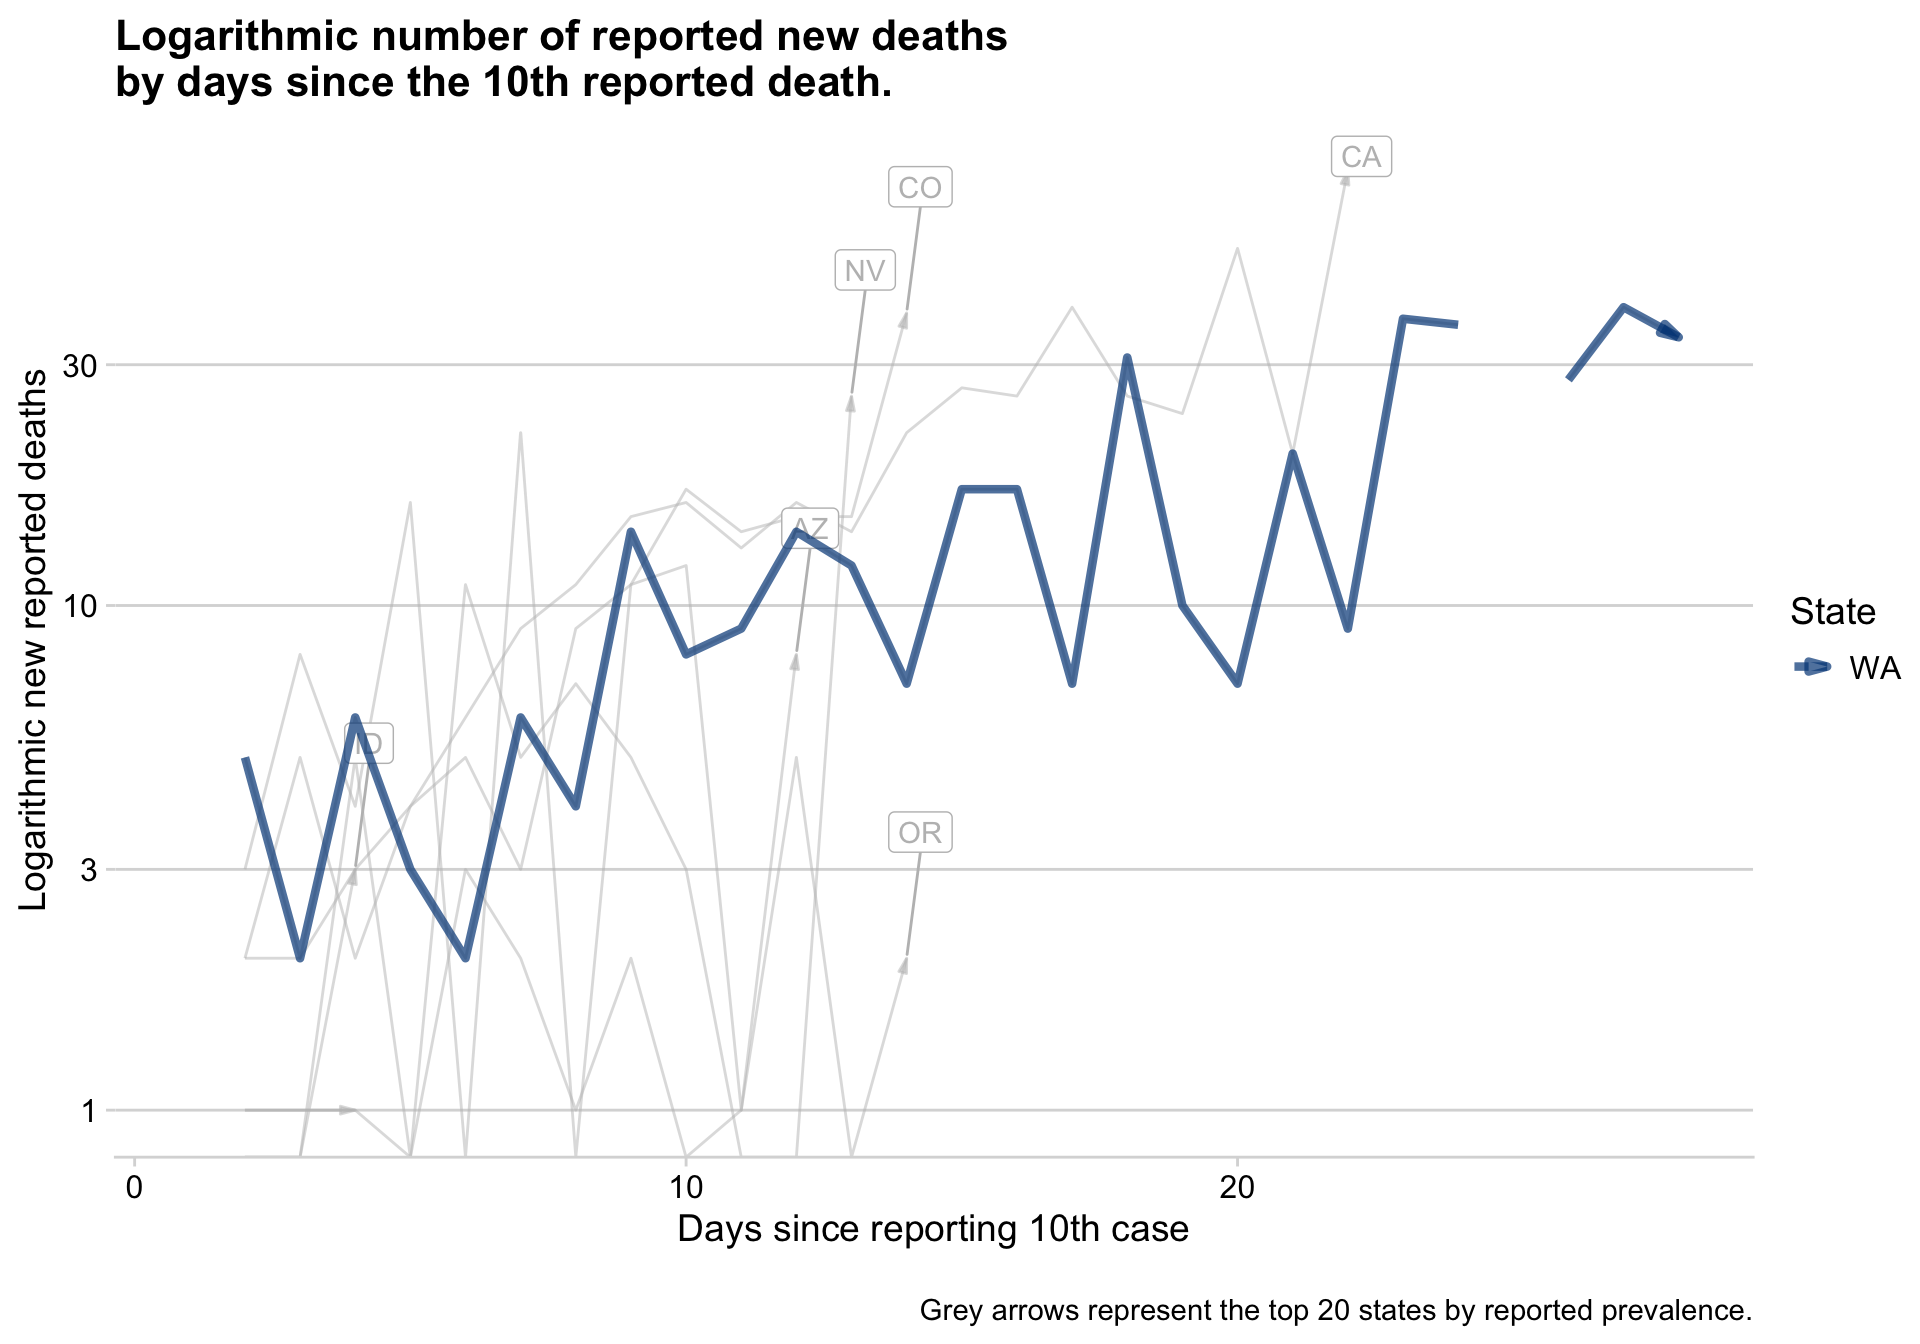 Logarithmic number of reported new deaths
by days since the 10th reported death.
CA
CO
NV
30
AZ
10
State
WA
ID
OR
3
1
0 10 20
Logarithmic new reported deaths
Days since reporting 10th case
Grey arrows represent the top 20 states by reported prevalence.